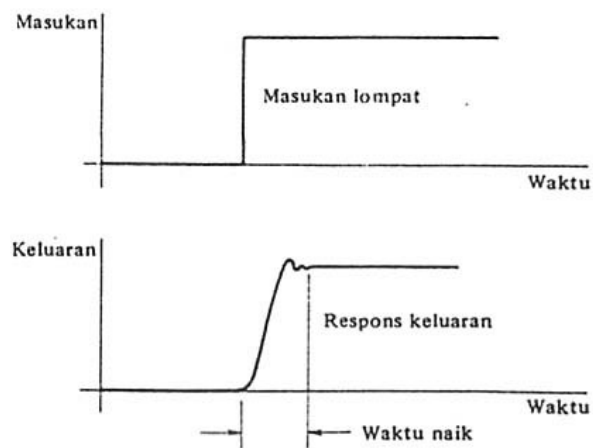 Masukan
Masukan lompat
Waktu
Keluaran
Respons keluaran
Waktu
Waktu naik